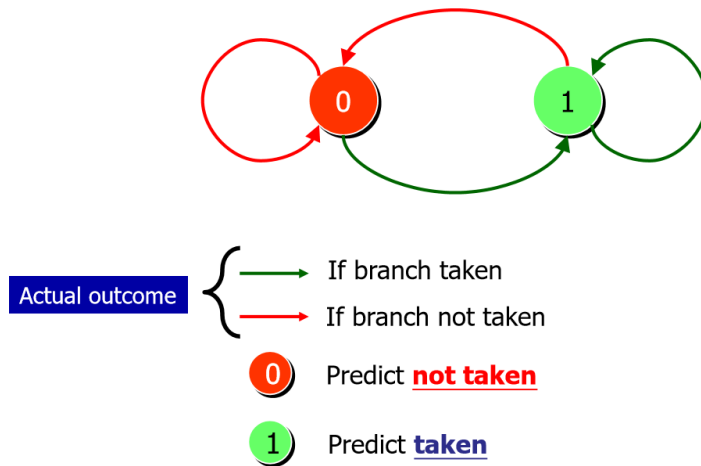 0
1
Actual outcome
If branch taken
If branch not taken
0
Predict not taken
1
Predict taken